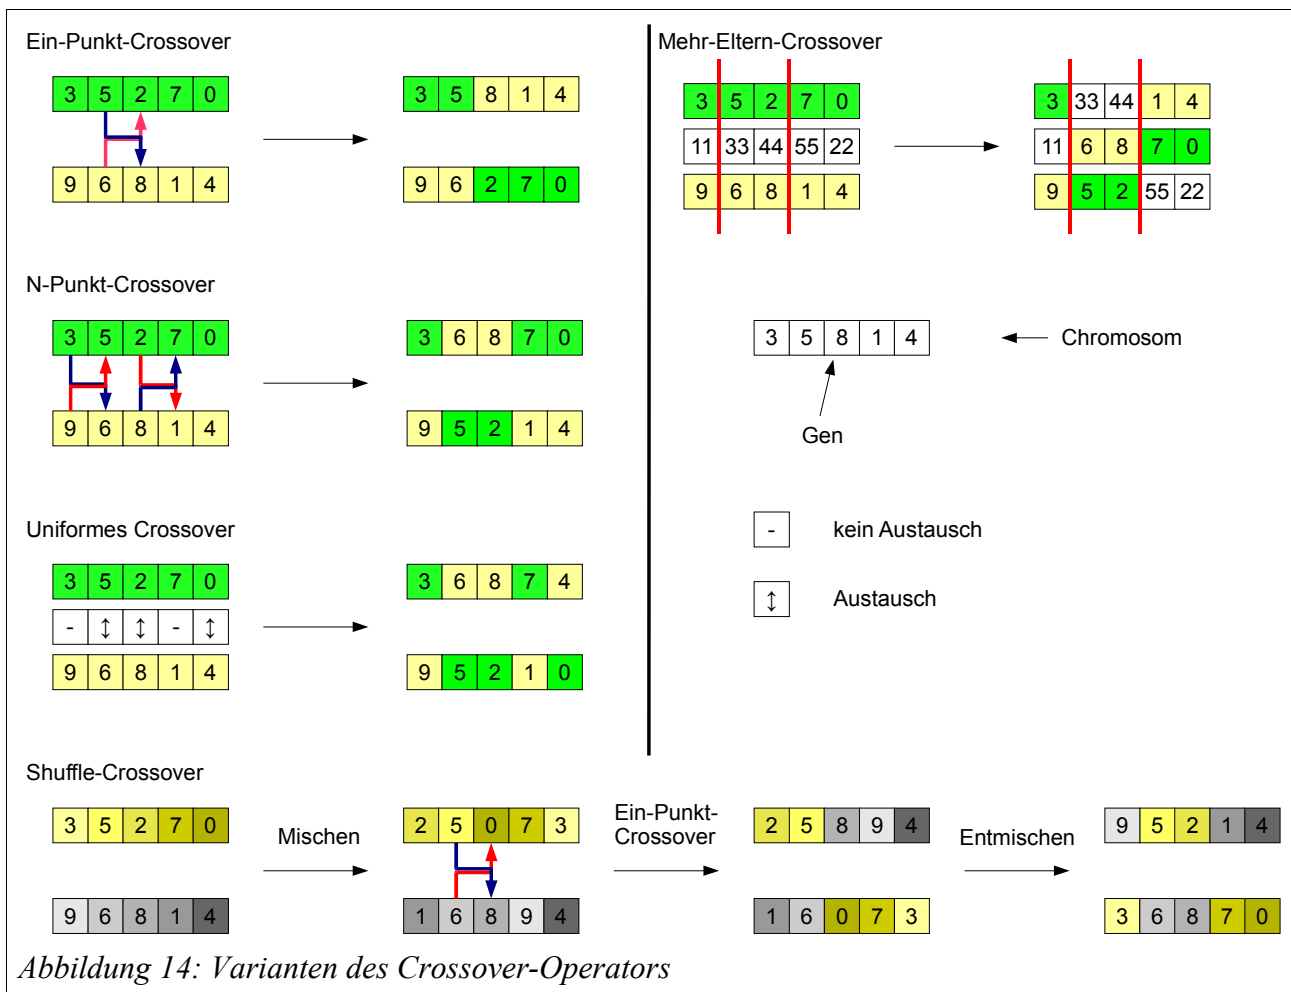 Ein-Punkt-Crossover
3 5 2 7 0
9 6 8 1 4
3 5 8 1 4
9 6 2 7 0
N-Punkt-Crossover
3 5 2 7 0
9 6 8 1 4
3 6 8 7 0
9 5 2 1 4
Uniformes Crossover
3 5 2 7 0
- ↕ ↕ - ↕
9 6 8 1 4
3 6 8 7 4
9 5 2 1 0
Mehr-Eltern-Crossover
3 5 2 7 0
11 33 44 55 22
9 6 8 1 4
3 33 44 1 4
11 6 8 7 0
9 5 2 55 22
3 5 8 1 4
Chromosom
Gen
- kein Austausch
↕ Austausch
Shuffle-Crossover
3 5 2 7 0
9 6 8 1 4
Mischen
2 5 0 7 3
1 6 8 9 4
Ein-Punkt-
Crossover
2 5 8 9 4
1 6 0 7 3
Entmischen
9 5 2 1 4
3 6 8 7 0
Abbildung 14: Varianten des Crossover-Operators